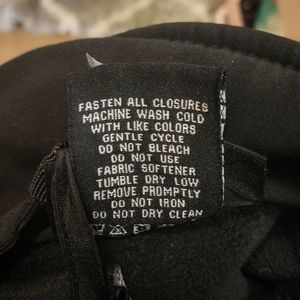 FASTEN ALL CLOSURES
MACHINE WASH COLD
WITH LIKE COLORS
GENTLE CYCLE
DO NOT BLEACH
DO NOT USE
FABRIC SOFTENER
TUMBLE DRY LOW
REMOVE PROMPTLY
DO NOT IRON
DO NOT DRY CLEAN